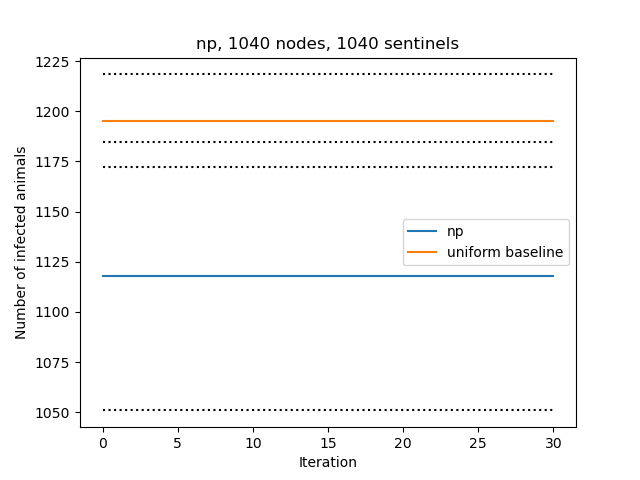 np, 1040 nodes, 1040 sentinels
Number of infected animals
1225
1200
1175
1150
1125
1100
1075
1050
np
uniform baseline
0 5 10 15 20 25 30
Iteration